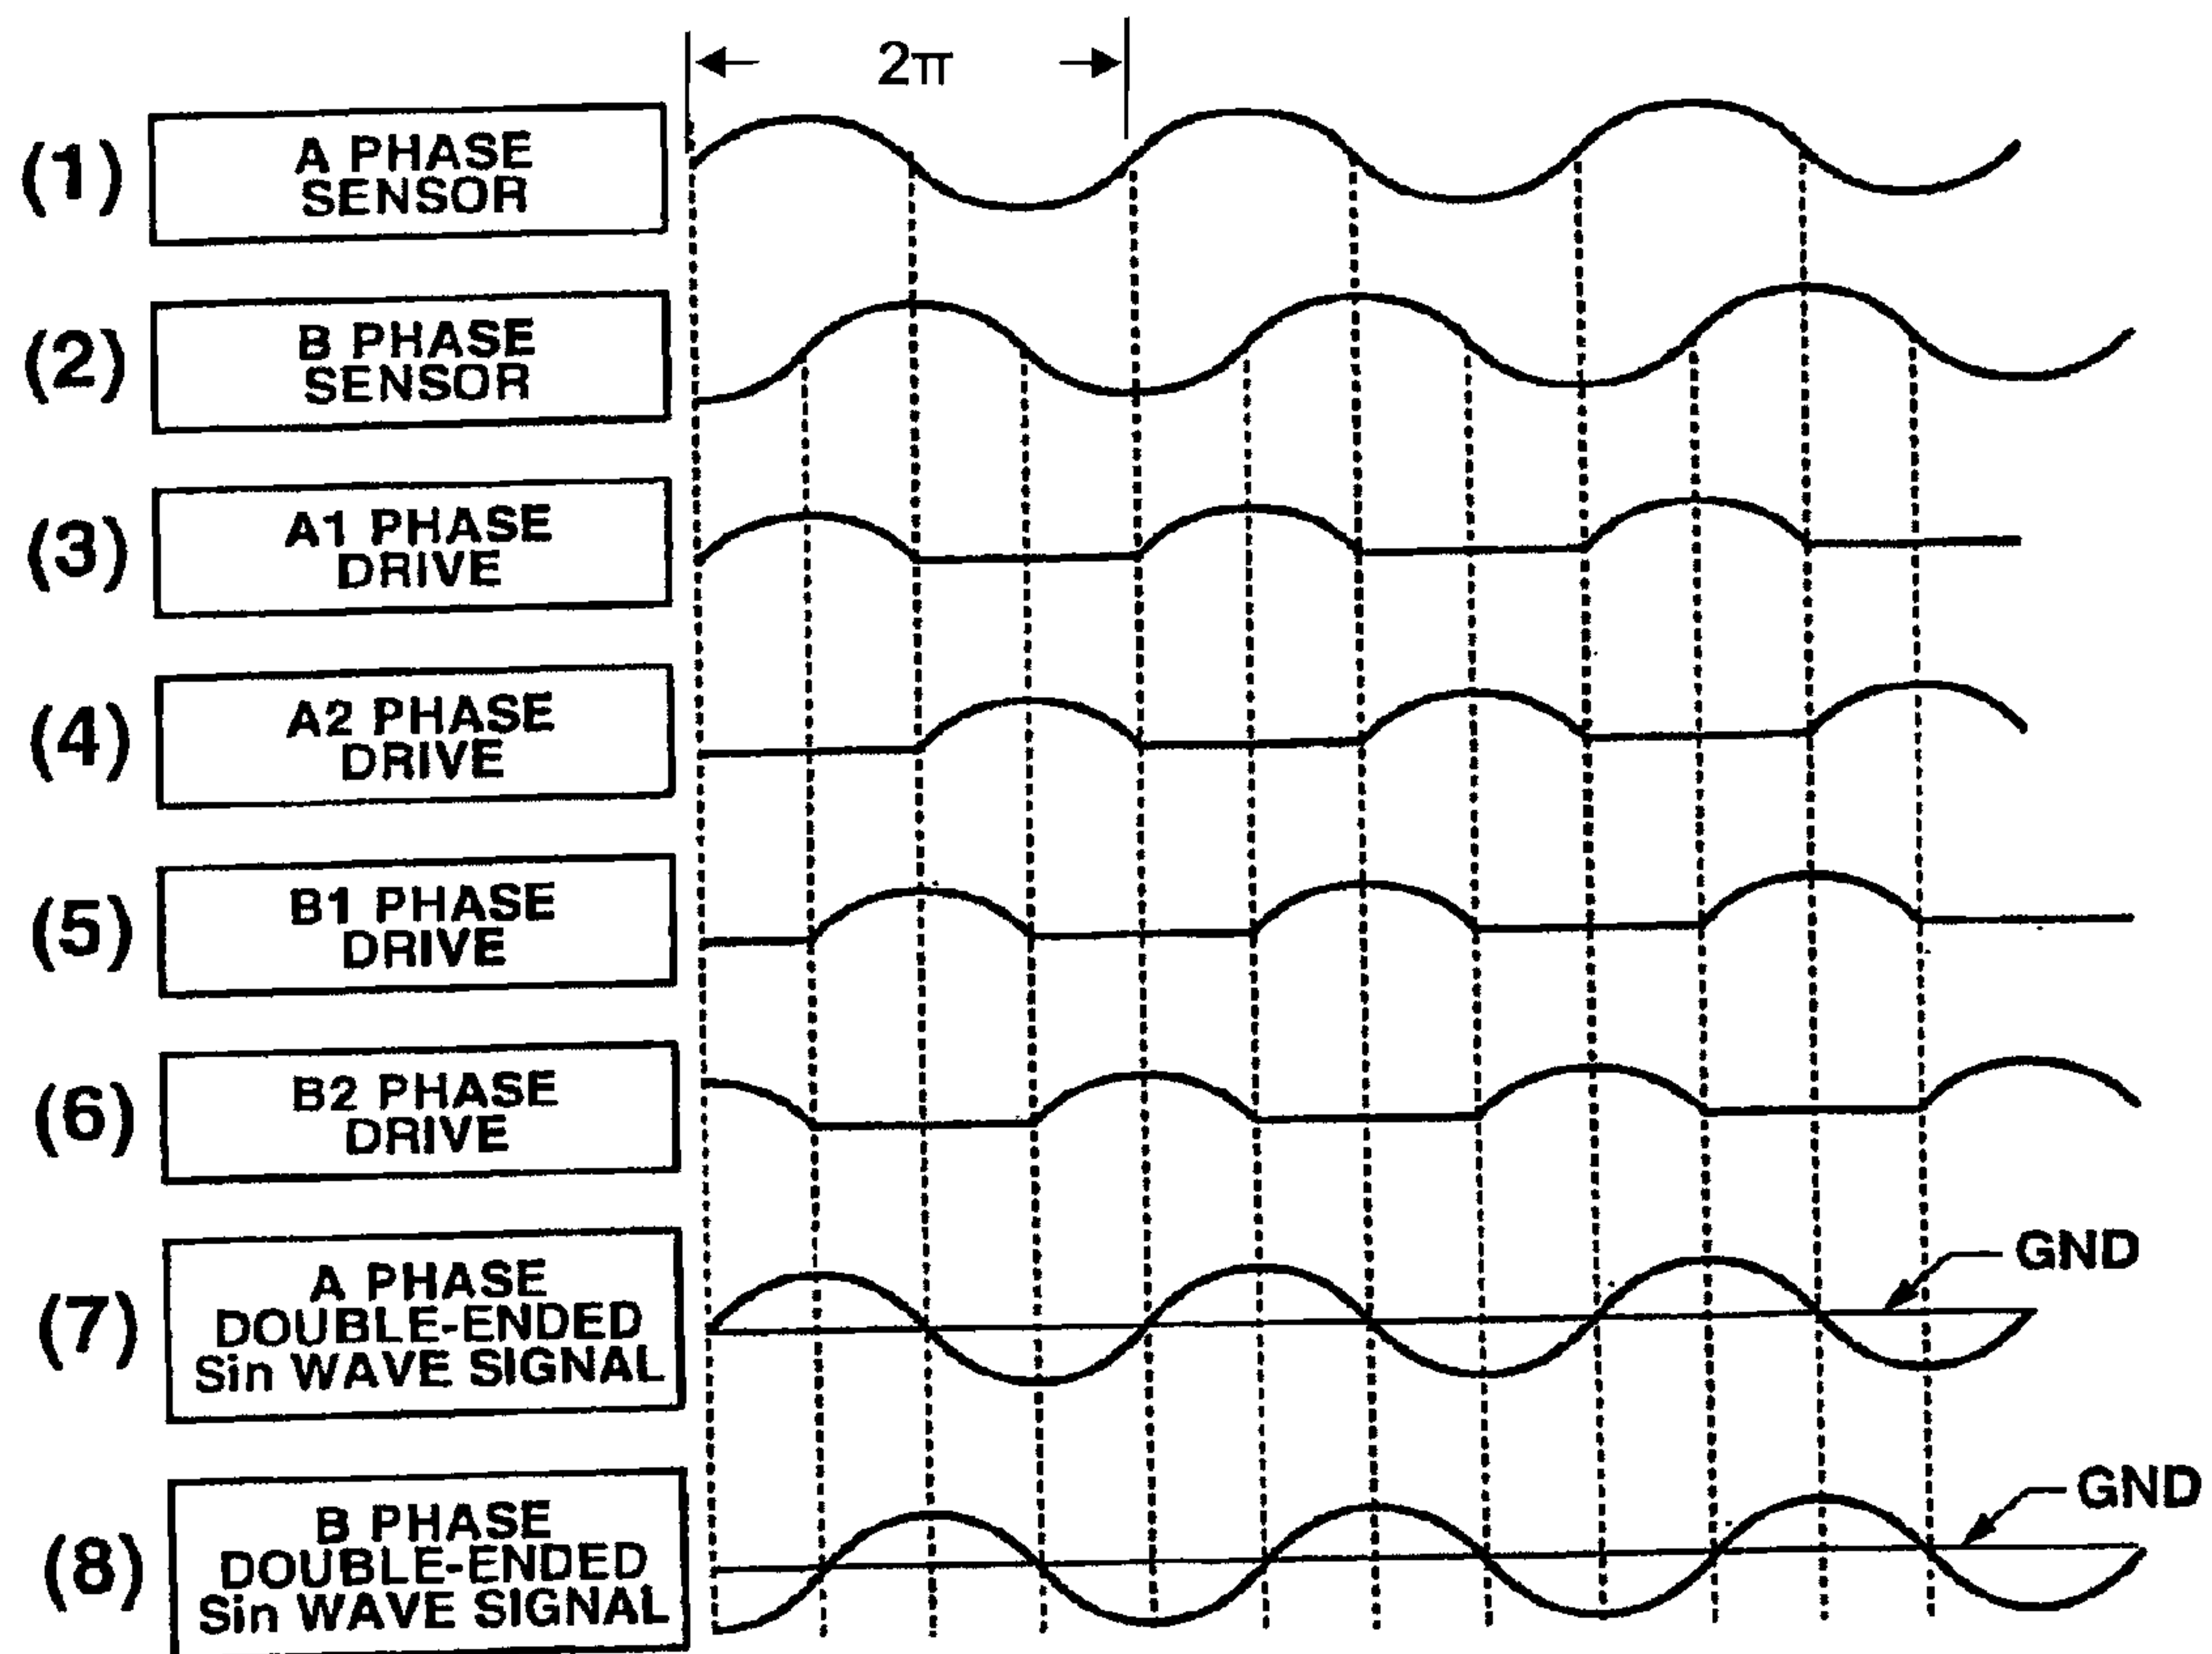 2π
(1)
A PHASE
SENSOR
(2)
B PHASE
SENSOR
(3)
A1 PHASE
DRIVE
(4)
A2 PHASE
DRIVE
(5)
B1 PHASE
DRIVE
(6)
B2 PHASE
DRIVE
(7)
A PHASE
DOUBLE-ENDED
Sin WAVE SIGNAL
GND
(8)
B PHASE
DOUBLE-ENDED
Sin WAVE SIGNAL
GND